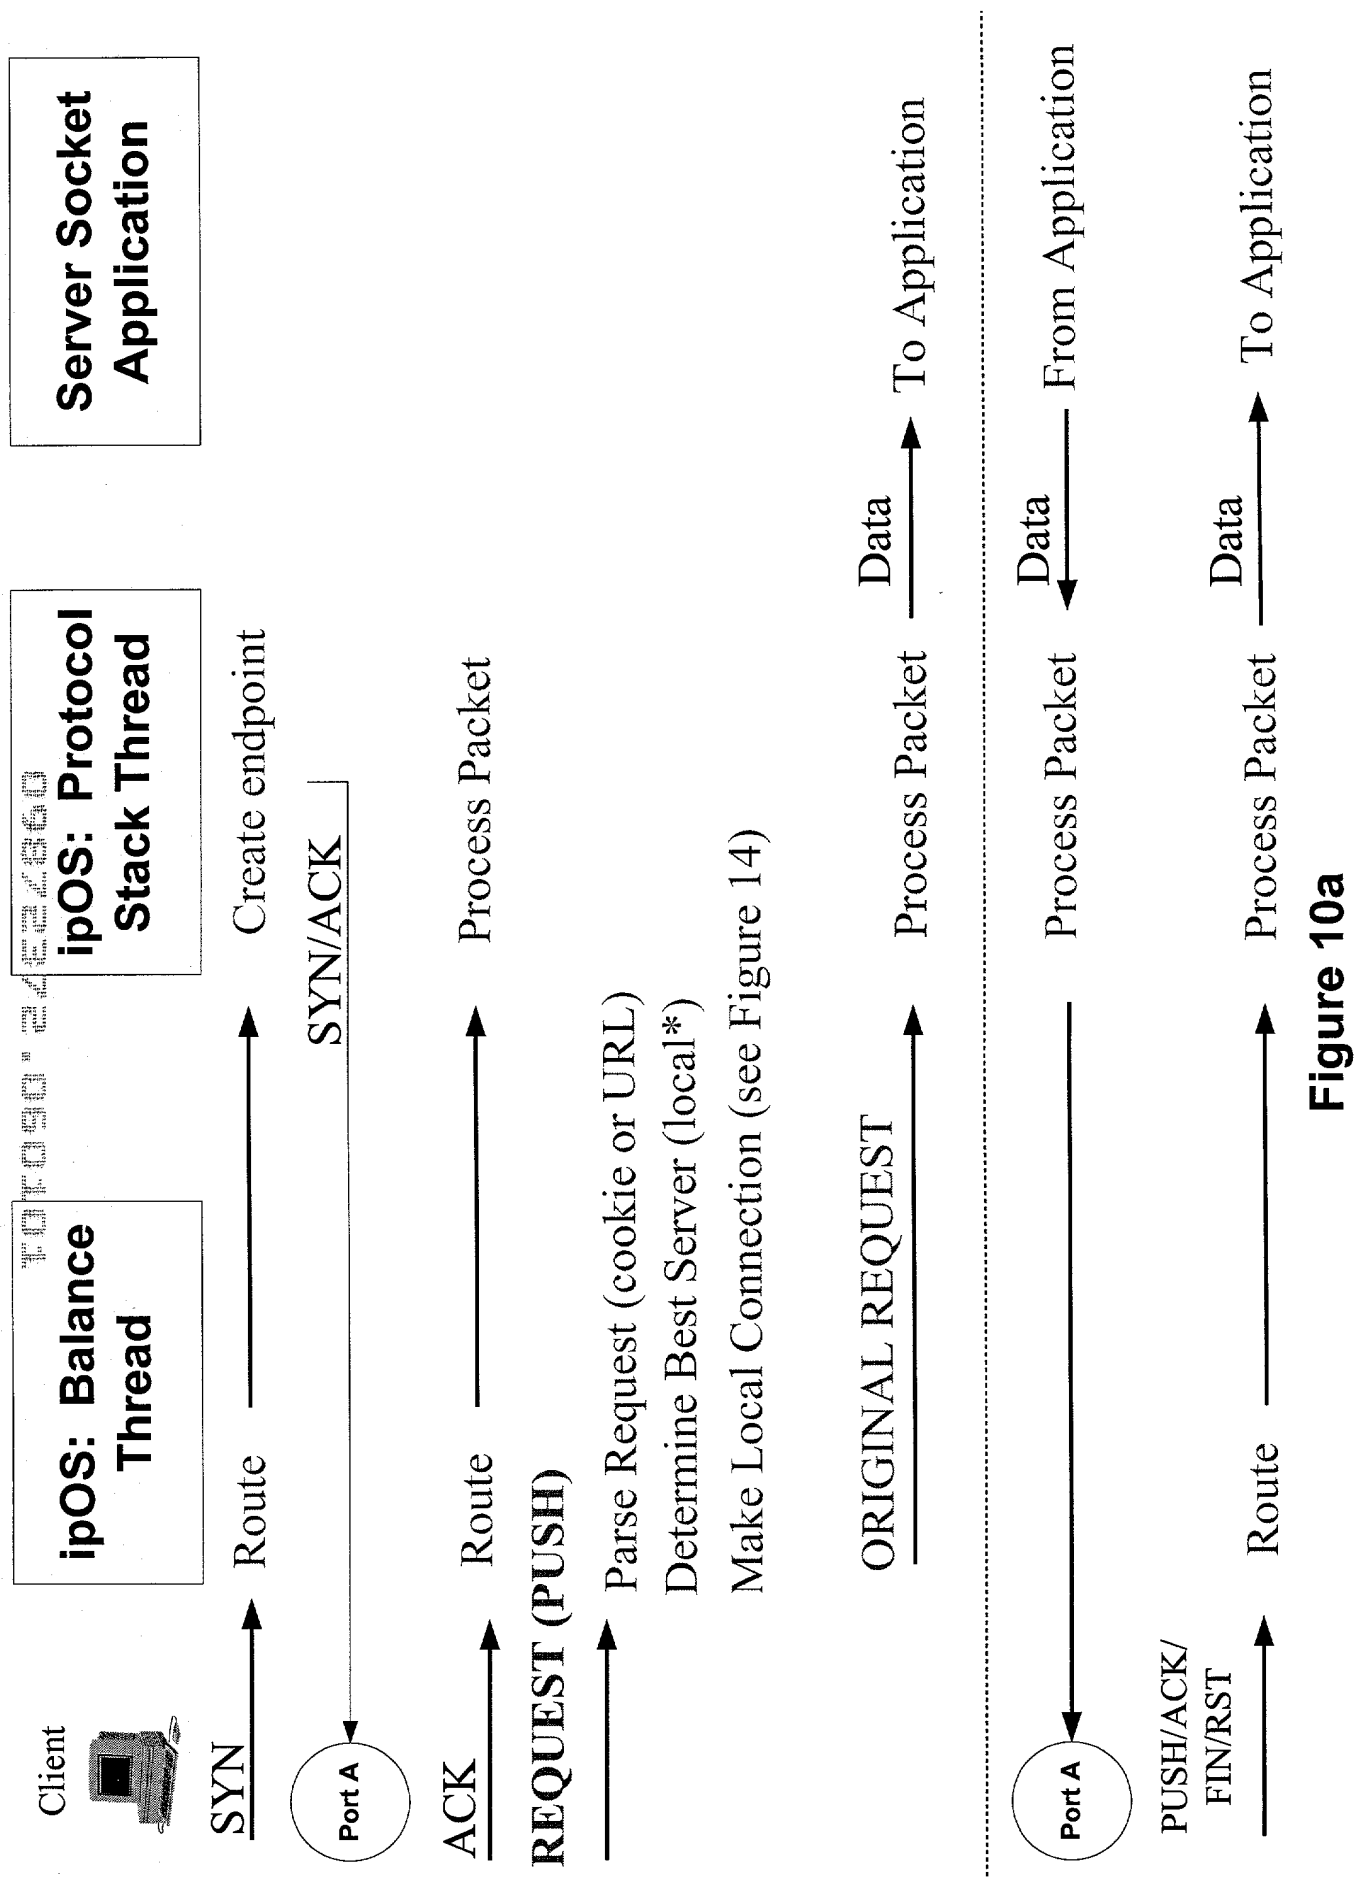 Client
ipOS: Balance
Thread
ipOS: Protocol
Stack Thread
Server Socket
Application
SYN
Route
Create endpoint
SYN/ACK
Port A
ACK
Route
Process Packet
REQUEST (PUSH)
Parse Request (cookie or URL)
Determine Best Server (local*)
Make Local Connection (see Figure 14)
ORIGINAL REQUEST
Process Packet
Data
To Application
Port A
Process Packet
Data
From Application
PUSH/ACK/
FIN/RST
Route
Process Packet
Data
To Application
Figure 10a